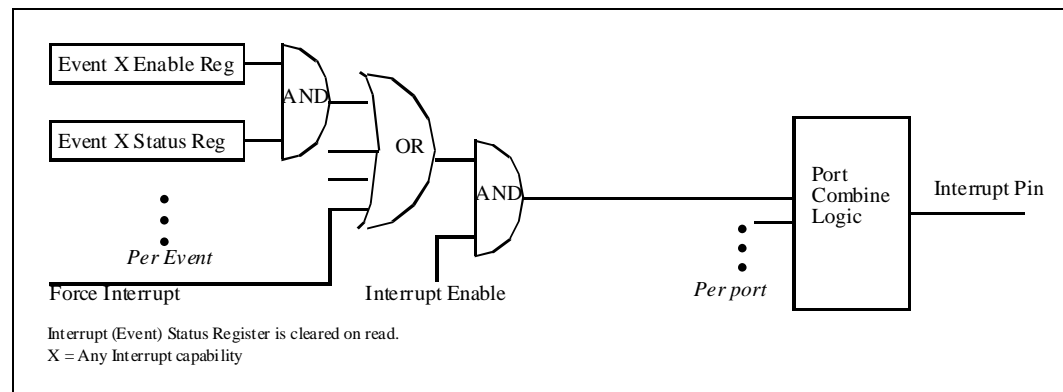 Event X Enable Reg
AND
Event X Status Reg
OR
AND
Port
Combine
Logic
Interrupt Pin
Per Event
Force Interrupt
Interrupt Enable
Per port
Interrupt (Event) Status Register is cleared on read.
X = Any Interrupt capability